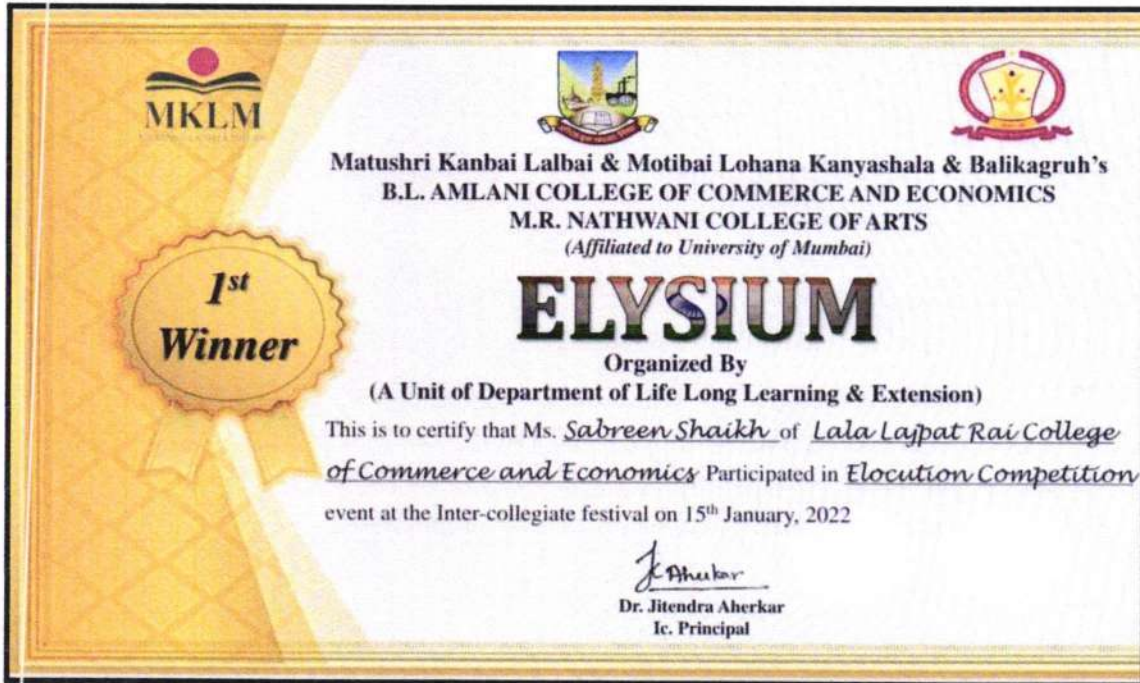 MKLM
Matushri Kanbai Lalbai & Motibai Lohana Kanyashala & Balikagruh's
B.L. AMLANI COLLEGE OF COMMERCE AND ECONOMICS
M.R. NATHWANI COLLEGE OF ARTS
(Affiliated to University of Mumbai)
1st
Winner
ELYSIUM
Organized By
(A Unit of Department of Life Long Learning & Extension)
This is to certify that Ms. Sabreen Shaikh of Lala Lajpat Rai College
of Commerce and Economics Participated in Elocution Competition
event at the Inter-collegiate festival on 15th January, 2022
Aherkar
Dr. Jitendra Aherkar
Ic. Principal